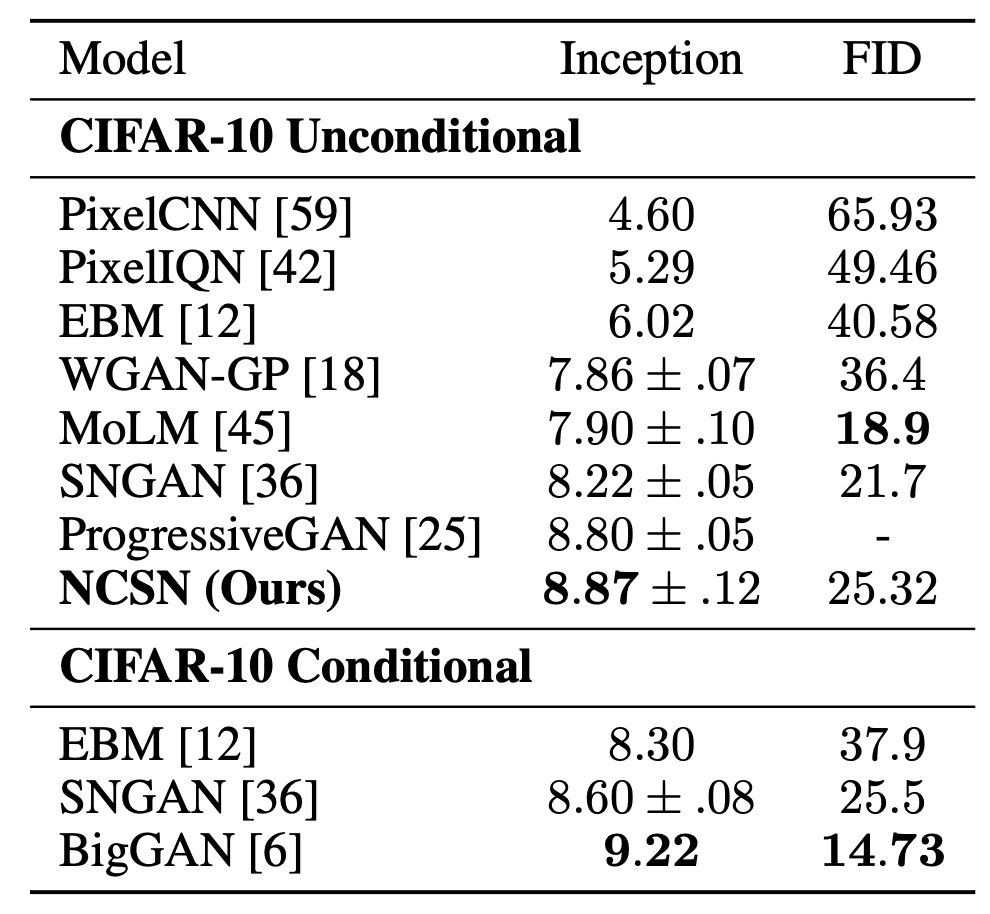 Model Inception FID
CIFAR-10 Unconditional
PixelCNN [59] 4.60 65.93
PixelIQN [42] 5.29 49.46
EBM [12] 6.02 40.58
WGAN-GP [18] 7.86 ± .07 36.4
MoLM [45] 7.90 ± .10 18.9
SNGAN [36] 8.22 ± .05 21.7
ProgressiveGAN [25] 8.80 ± .05 -
NCSN (Ours) 8.87 ± .12 25.32
CIFAR-10 Conditional
EBM [12] 8.30 37.9
SNGAN [36] 8.60 ± .08 25.5
BigGAN [6] 9.22 14.73